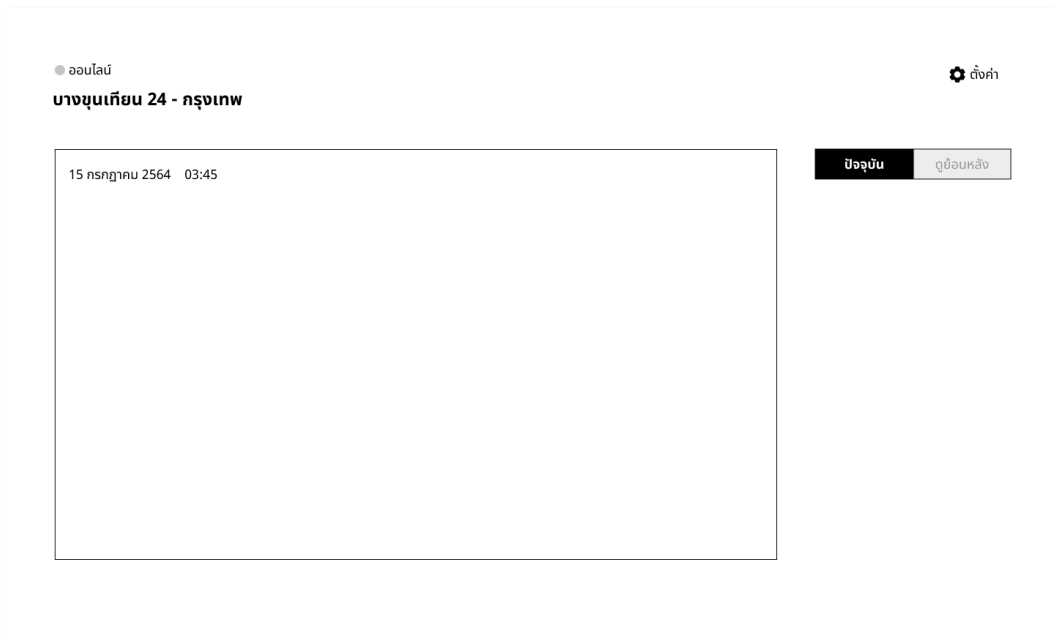 ออนไลน์
ตั้งค่า
บางขุนเทียน 24 - กรุงเทพ
15 กรกฎาคม 2564 03:45
ปัจจุบัน
ดูย้อนหลัง